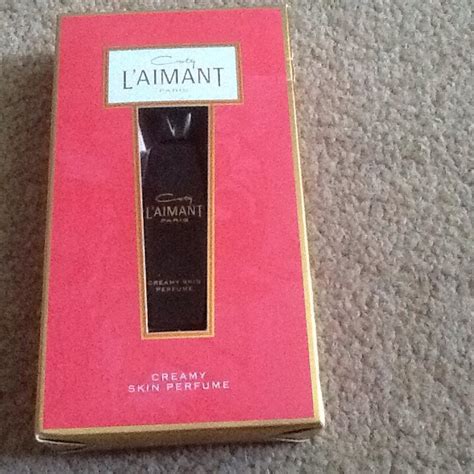 Coty
L'AIMANT
PARIS
Coty
L'AIMANT
PARIS
CREAMY SKIN
PERFUME
CREAMY
SKIN PERFUME